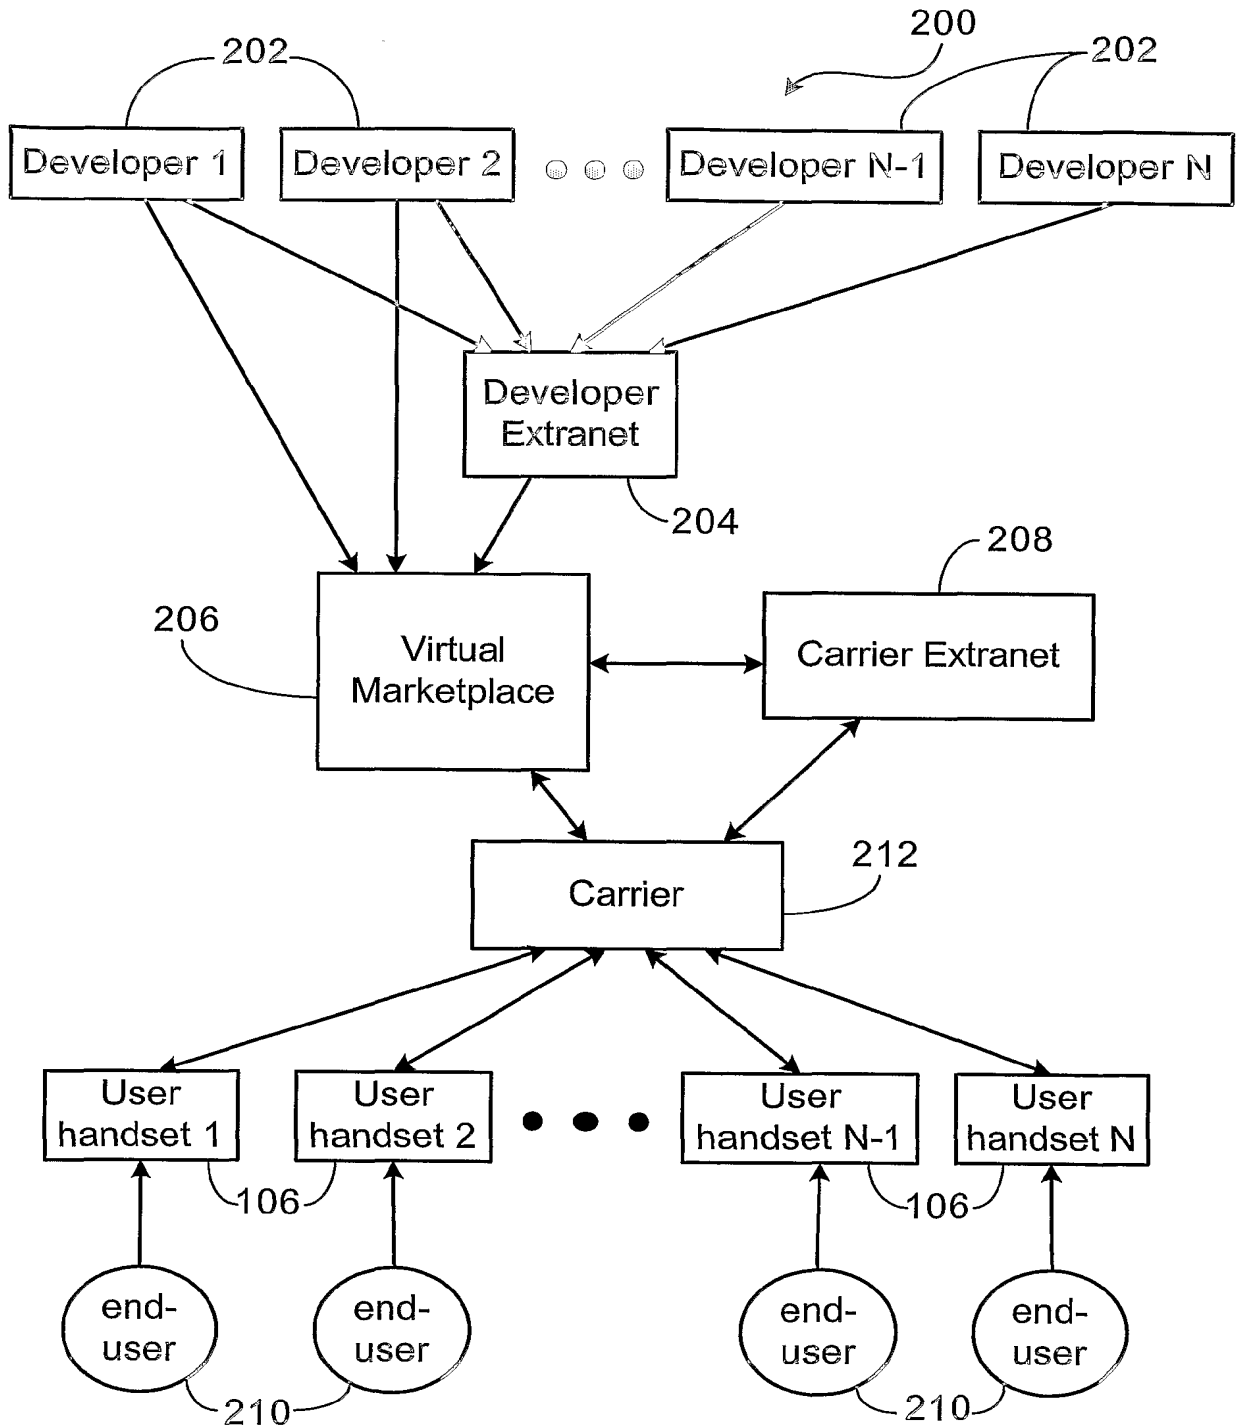 200
202
202
Developer 1
Developer 2
Developer N-1
Developer N
Developer
Extranet
204
208
206
Virtual
Marketplace
Carrier Extranet
212
Carrier
User
handset 1
User
handset 2
User
handset N-1
User
handset N
106
106
end-
user
end-
user
end-
user
end-
user
210
210